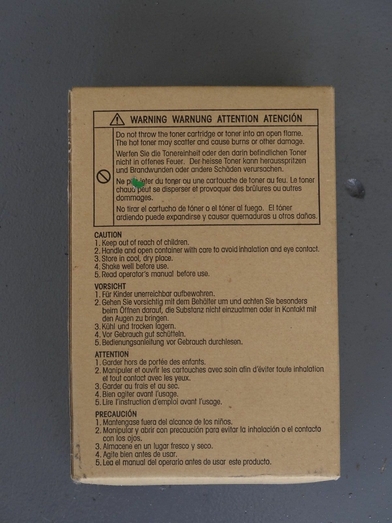 WARNING WARNUNG ATTENTION ATENCIÓN
Do not throw the toner cartridge or toner into an open flame.
The hot toner may scatter and cause burns or other damage.
Werfen Sie die Tonereinheit oder den darin befindlichen Toner
nicht in offenes Feuer. Der heisse Toner kann herausspritzen
und Brandwunden oder andere Schäden verursachen.
Ne pas jeter du toner ou une cartouche de toner au feu. Le toner
chaud peut se disperser et provoquer des brûlures ou autres
dommages.
No tirar el cartucho de tóner o el tóner al fuego. El tóner
ardiendo puede expandirse y causar quemaduras u otros daños.
CAUTION
1. Keep out of reach of children.
2. Handle and open container with care to avoid inhalation and eye contact.
3. Store in cool, dry place.
4. Shake well before use.
5. Read operator's manual before use.
VORSICHT
1. Für Kinder unerreichbar aufbewahren.
2. Gehen Sie vorsichtig mit dem Behälter um und achten Sie besonders
beim Öffnen darauf, die Substanz nicht einzuatmen oder in Kontakt mit
den Augen zu bringen.
3. Kühl und trocken lagern.
4. Vor Gebrauch gut schütteln.
5. Bedienungsanleitung vor Gebrauch durchlesen.
ATTENTION
1. Garder hors de portée des enfants.
2. Manipuler et ouvrir les cartouches avec soin afin d'éviter toute inhalation
et tout contact avec les yeux.
3. Garder au frais et au sec.
4. Bien agiter avant l'usage.
5. Lire l'instruction d'emploi avant l'usage.
PRECAUCIÓN
1. Mantengase fuera del alcance de los niños.
2. Manipular y abrir con precaución para evitar la inhalación o el contacto
con los ojos.
3. Almacene en un lugar fresco y seco.
4. Agite bien antes de usar.
5. Lea el manual del operario antes de usar este producto.